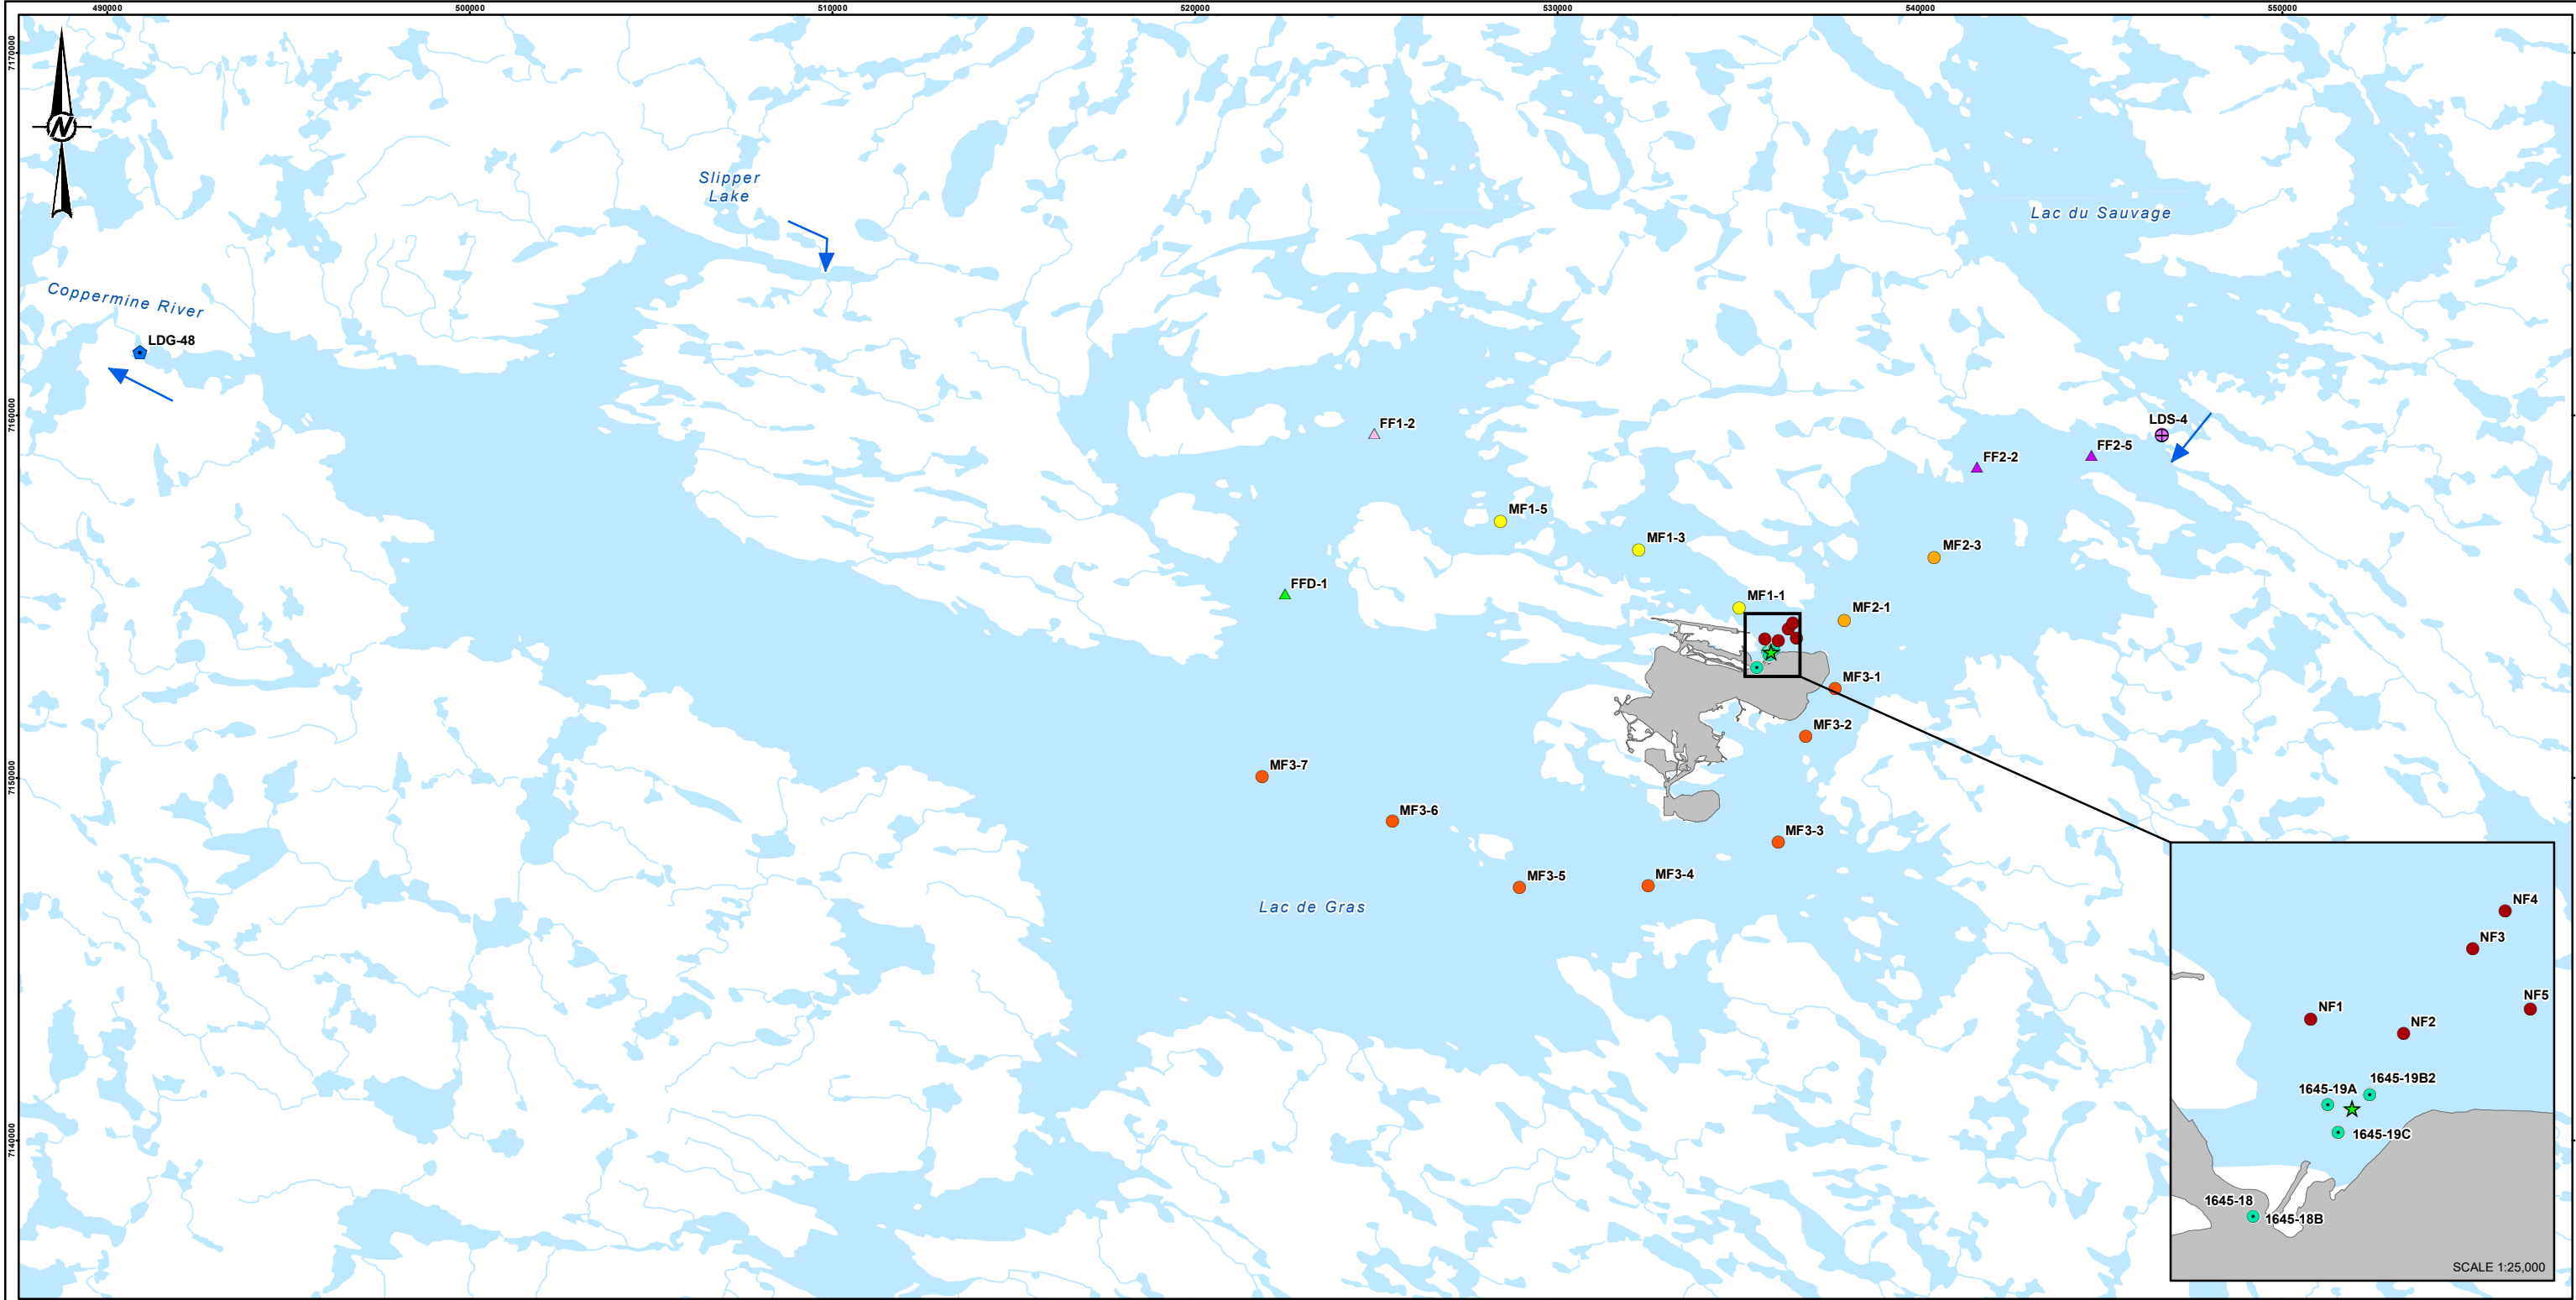 490000
500000
510000
520000
530000
540000
550000
7170000
7160000
7150000
7140000
N
Slipper
Lake
Lac du Sauvage
Coppermine River
LDG-48
FF1-2
LDS-4
FF2-5
FF2-2
MF1-5
MF1-3
MF2-3
FFD-1
MF1-1
MF2-1
MF3-1
MF3-2
MF3-7
MF3-6
MF3-3
MF3-5
MF3-4
Lac de Gras
NF4
NF3
NF5
NF1
NF2
1645-19B2
1645-19A
1645-19C
1645-18
1645-18B
SCALE 1:25,000